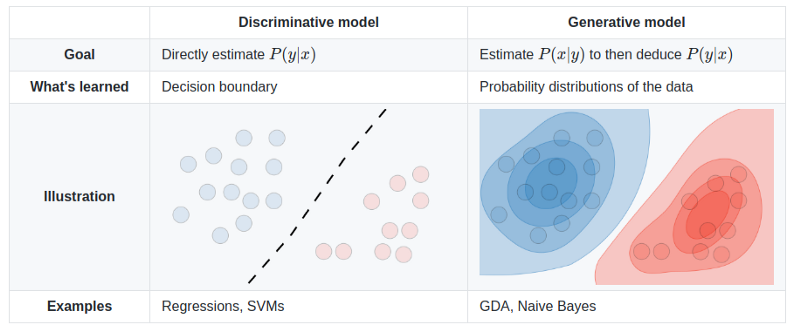 Discriminative model Generative model
Goal Directly estimate P(y|x) Estimate P(x|y) to then deduce P(y|x)
What's learned Decision boundary Probability distributions of the data
Illustration
Examples Regressions, SVMs GDA, Naive Bayes